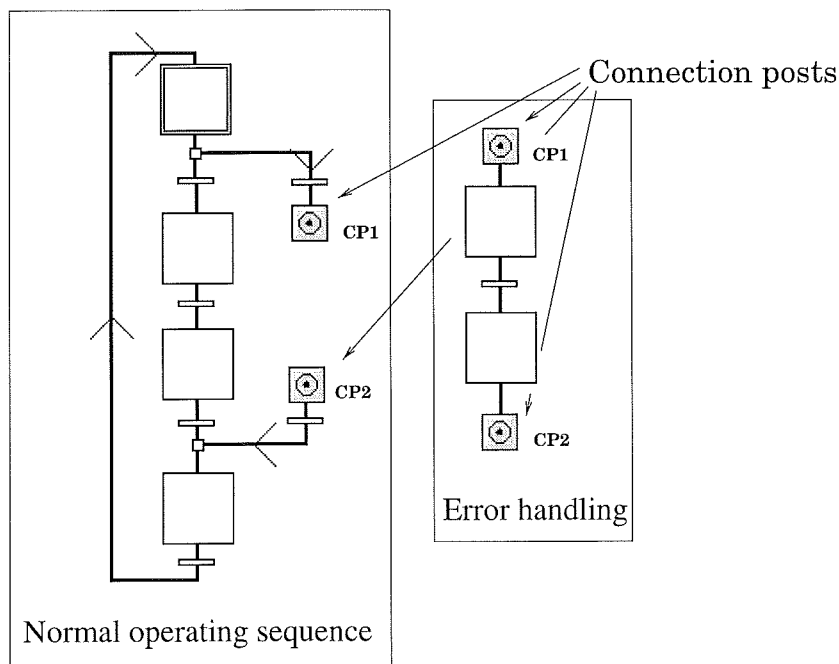 Connection posts
CP1
CP1
CP2
CP2
Error handling
Normal operating sequence